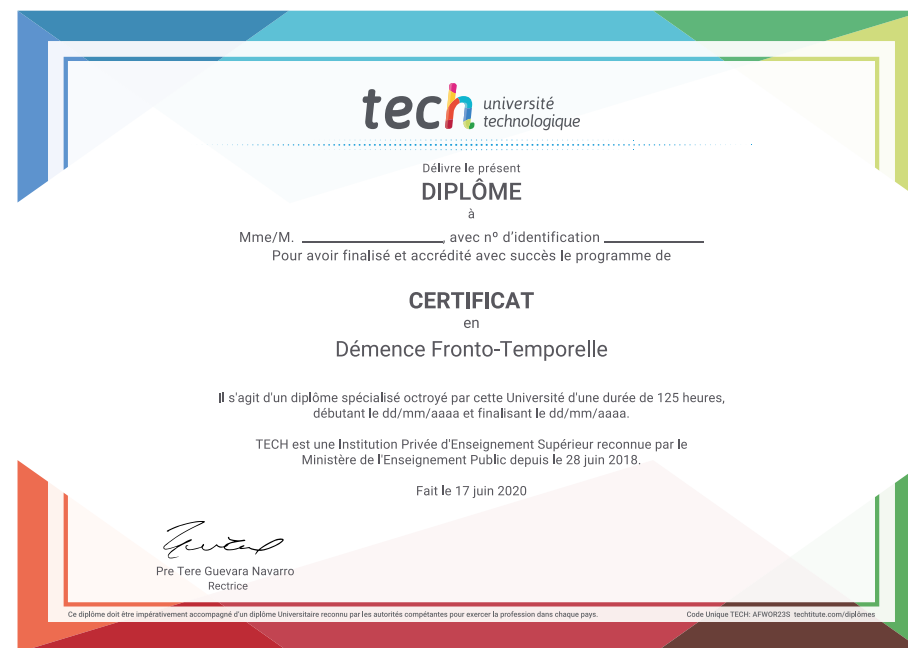 tech université
technologique
Délivre le présent
DIPLÔME
à
Mme/M. ____________, avec nº d'identification ____________
Pour avoir finalisé et accrédité avec succès le programme de
CERTIFICAT
en
Démence Fronto-Temporelle
Il s'agit d'un diplôme spécialisé octroyé par cette Université d'une durée de 125 heures,
débutant le dd/mm/aaaa et finalisant le dd/mm/aaaa.
TECH est une Institution Privée d'Enseignement Supérieur reconnue par le
Ministère de l'Enseignement Public depuis le 28 juin 2018.
Fait le 17 juin 2020
Pre Tere Guevara Navarro
Rectrice
Ce diplôme doit être impérativement accompagné d'un diplôme Universitaire reconnu par les autorités compétentes pour exercer la profession dans chaque pays.
Code Unique TECH: AFWOR23S techtitute.com/diplômes